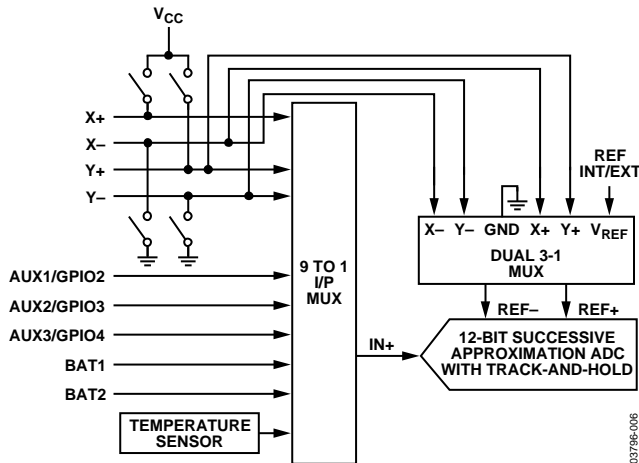 VCC
X+
X–
Y+
Y–
REF
INT/EXT
X– Y– GND X+ Y+ VREF
DUAL 3-1
MUX
9 TO 1
I/P
MUX
AUX1/GPIO2
AUX2/GPIO3
AUX3/GPIO4
BAT1
BAT2
TEMPERATURE
SENSOR
REF– REF+
IN+
12-BIT SUCCESSIVE
APPROXIMATION ADC
WITH TRACK-AND-HOLD
03796-006